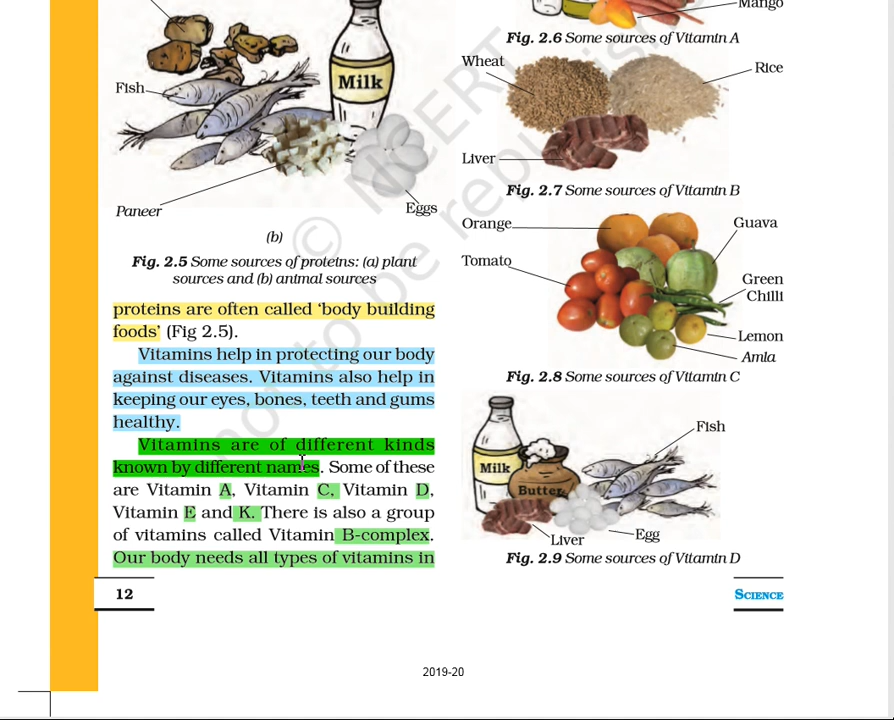 Fish
Milk
Paneer
Eggs
(b)
Fig. 2.5 Some sources of proteins: (a) plant
sources and (b) animal sources
proteins are often called ‘body building
foods’ (Fig 2.5).
Vitamins help in protecting our body
against diseases. Vitamins also help in
keeping our eyes, bones, teeth and gums
healthy.
Vitamins are of different kinds
known by different names. Some of these
are Vitamin A, Vitamin C, Vitamin D,
Vitamin E and K. There is also a group
of vitamins called Vitamin B-complex.
Our body needs all types of vitamins in
Mango
Fig. 2.6 Some sources of Vitamin A
Wheat
Rice
Liver
Fig. 2.7 Some sources of Vitamin B
Orange
Guava
Tomato
Green
Chilli
Lemon
Amla
Fig. 2.8 Some sources of Vitamin C
Fish
Milk
Butter
Liver
Egg
Fig. 2.9 Some sources of Vitamin D
12
SCIENCE
2019-20
© NCERT
not to be republis